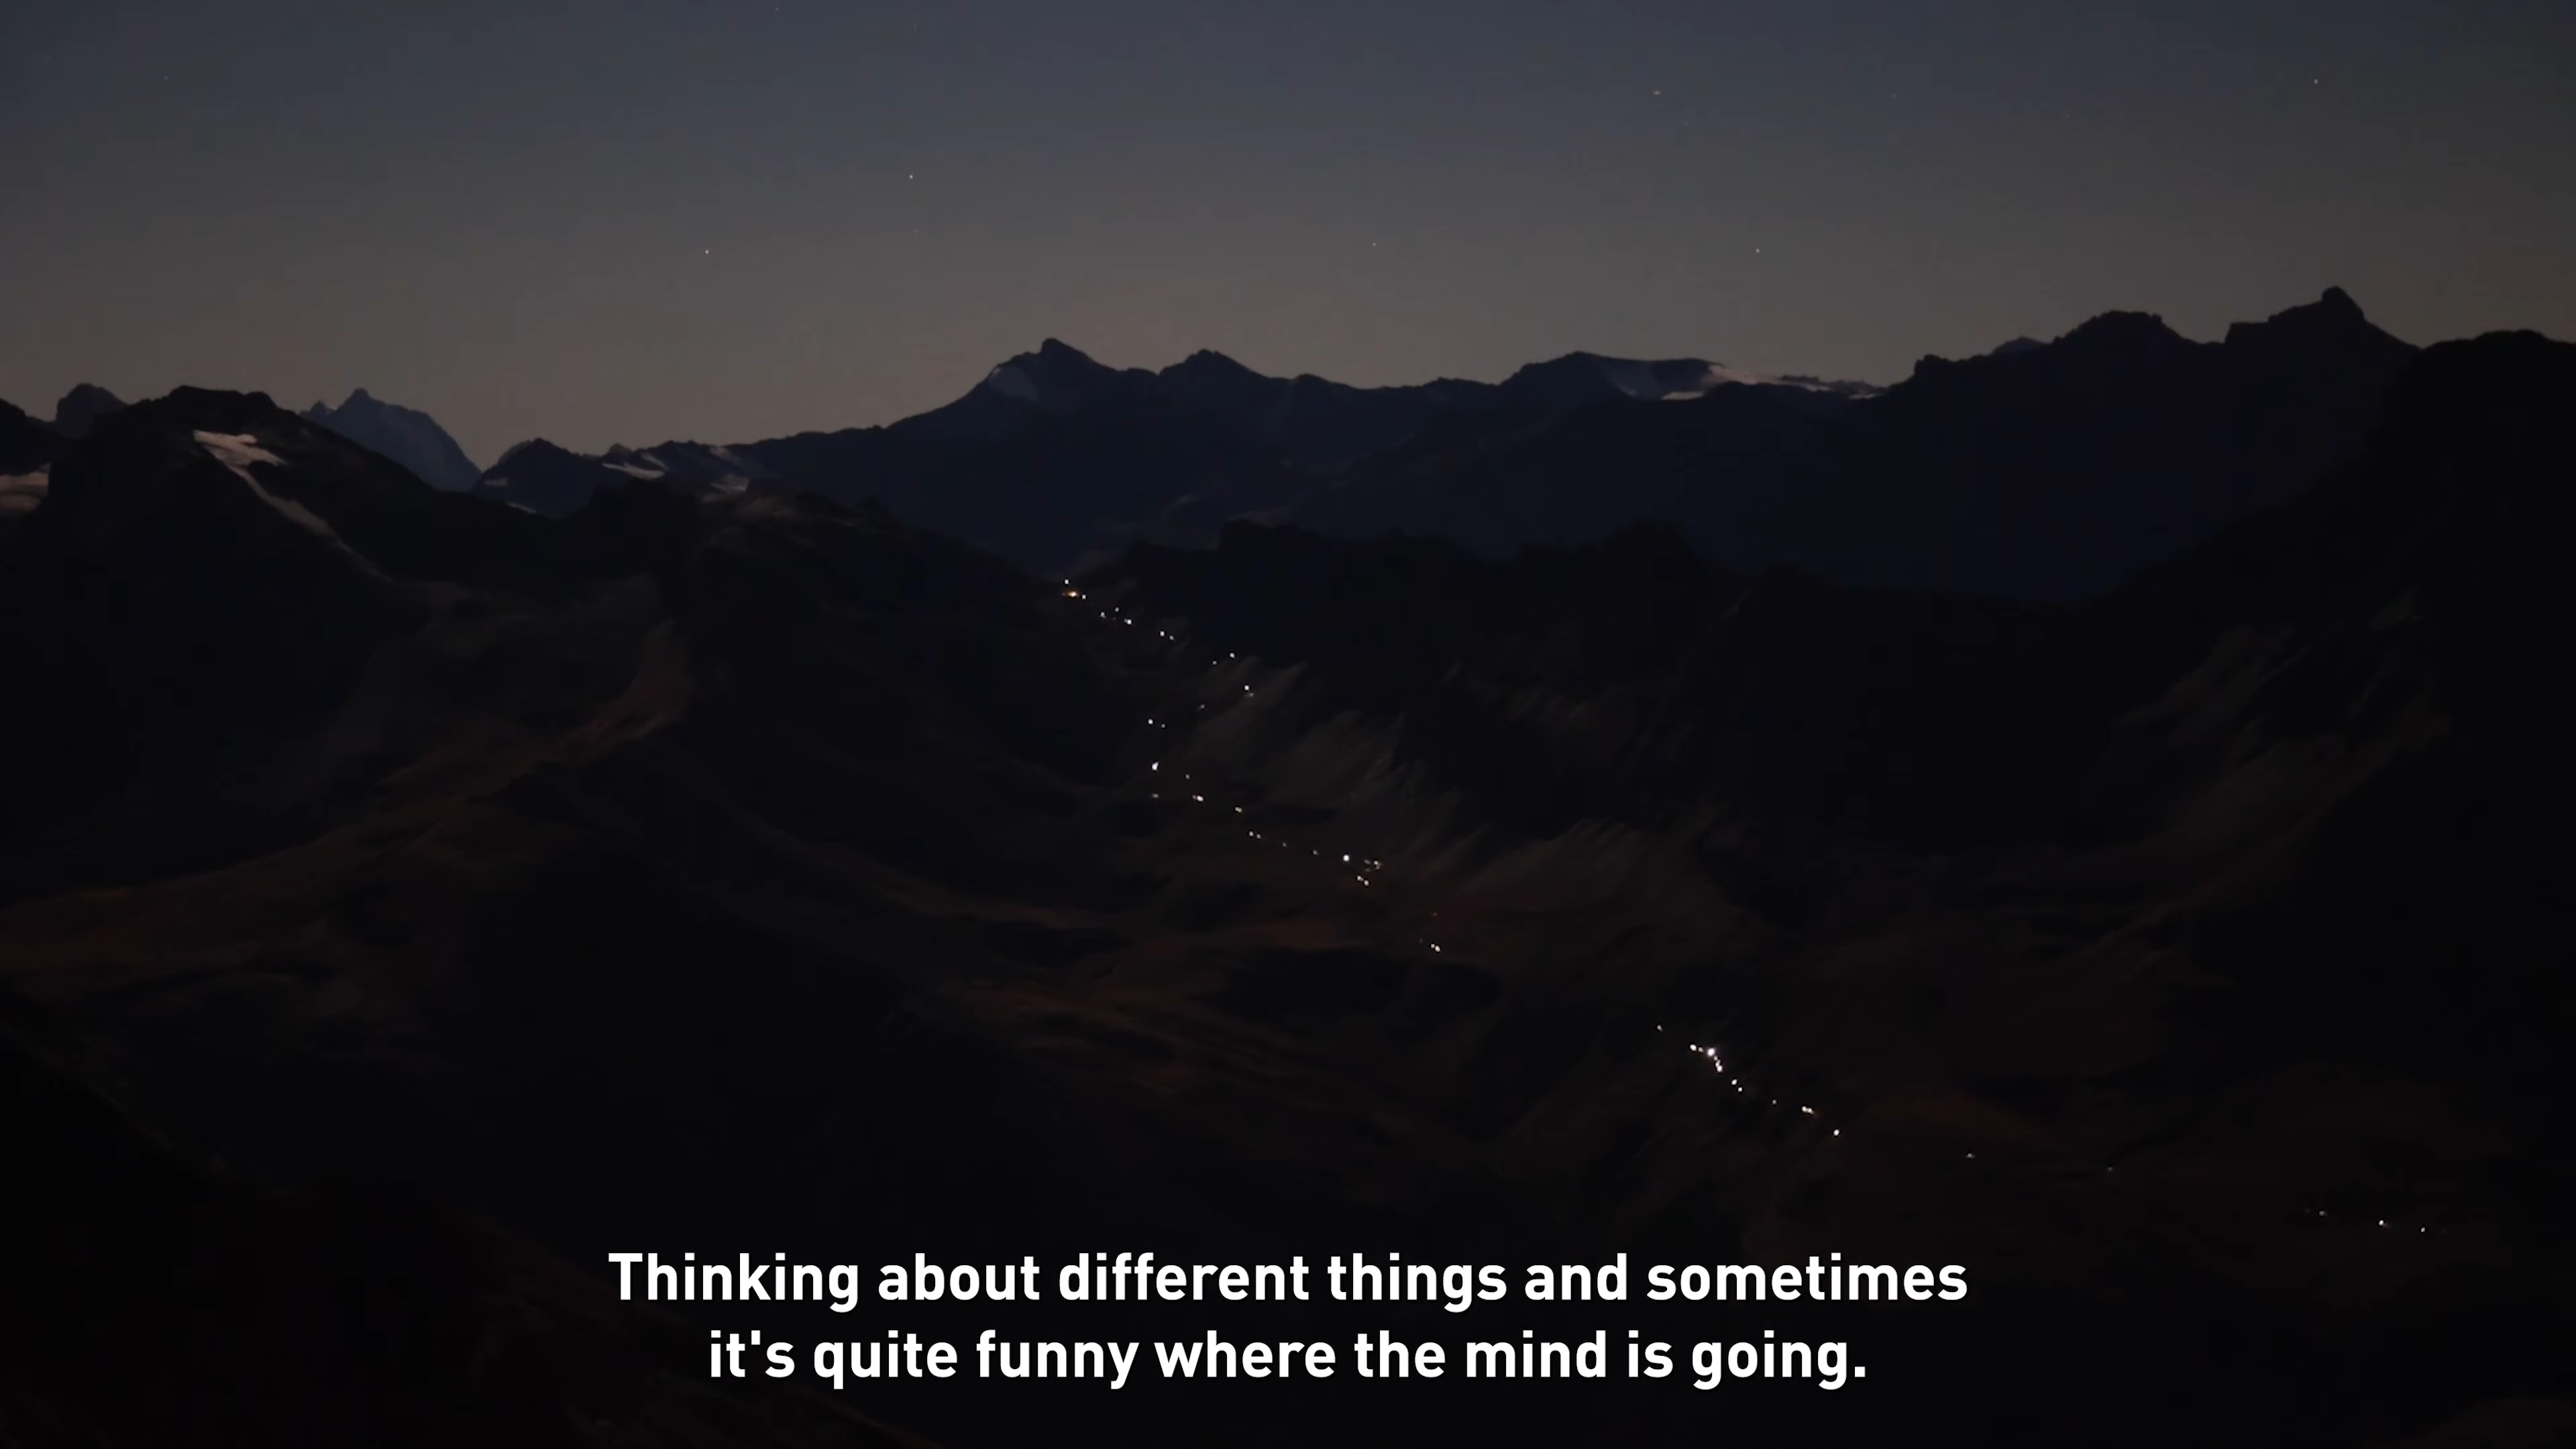 Thinking about different things and sometimes
it's quite funny where the mind is going.